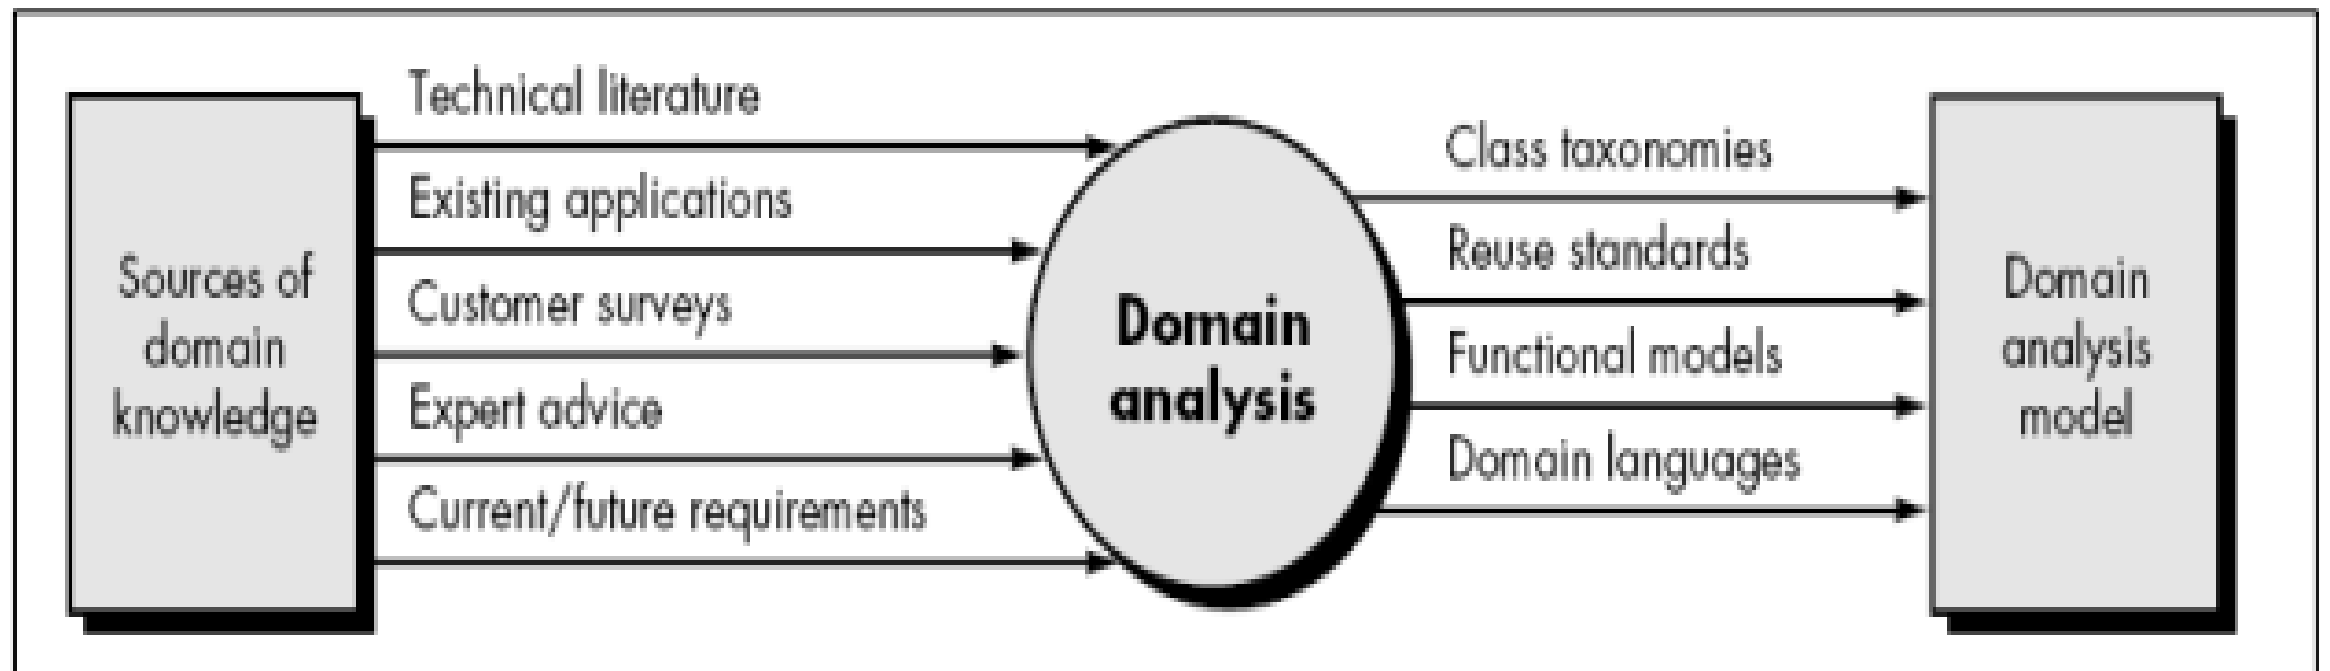 Sources of
domain
knowledge
Technical literature
Existing applications
Customer surveys
Expert advice
Current/future requirements
Domain
analysis
Class taxonomies
Reuse standards
Functional models
Domain languages
Domain
analysis
model